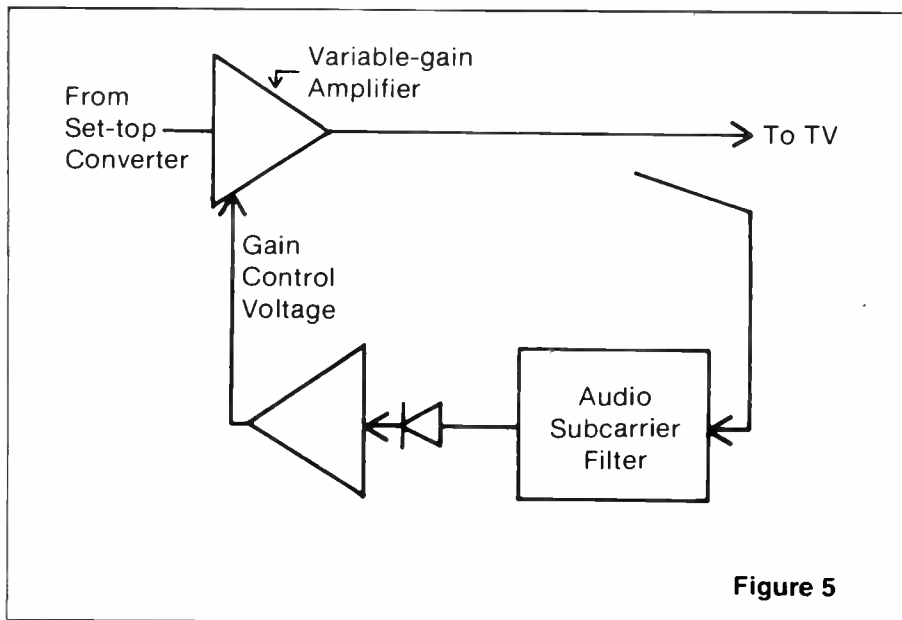 Variable-gain
Amplifier
From
Set-top
Converter
To TV
Gain
Control
Voltage
Audio
Subcarrier
Filter
Figure 5